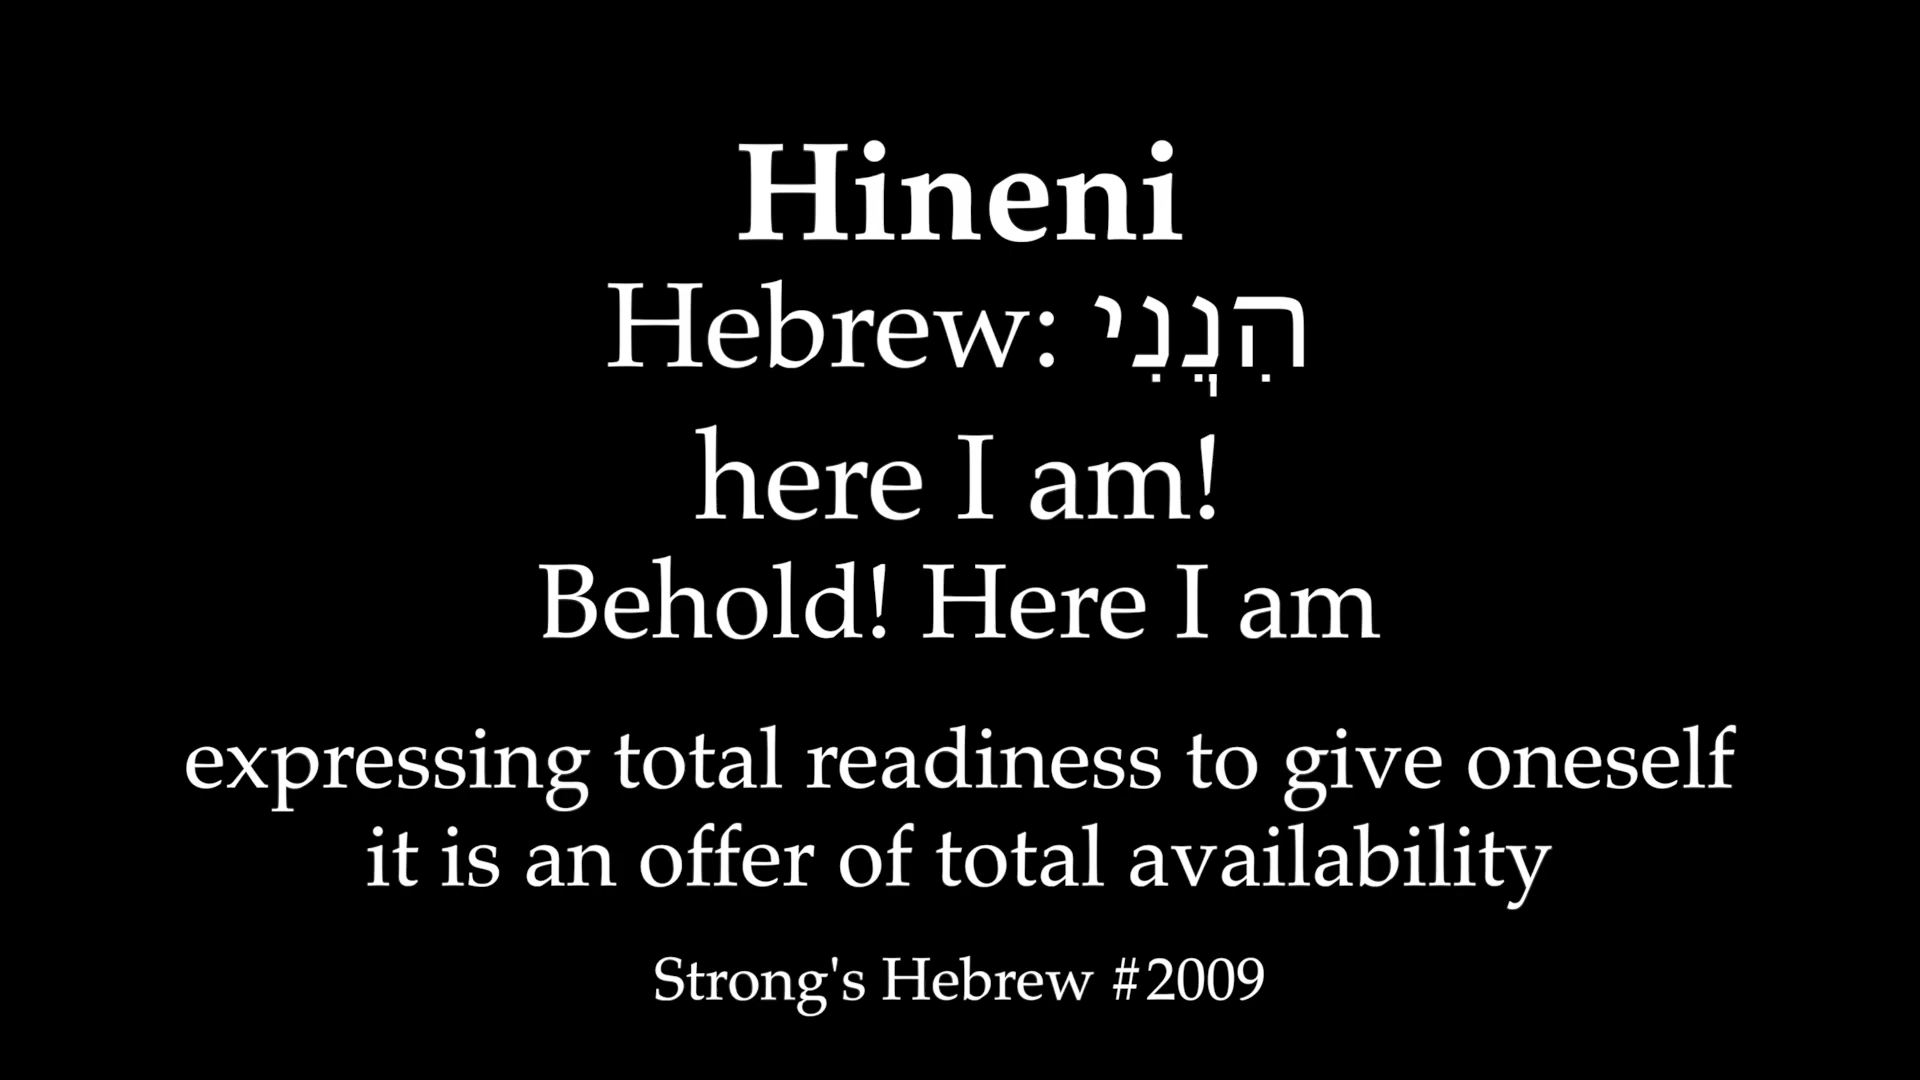 Hineni
Hebrew: הִנֵֽנִי
here I am!
Behold! Here I am
expressing total readiness to give oneself
it is an offer of total availability
Strong's Hebrew #2009